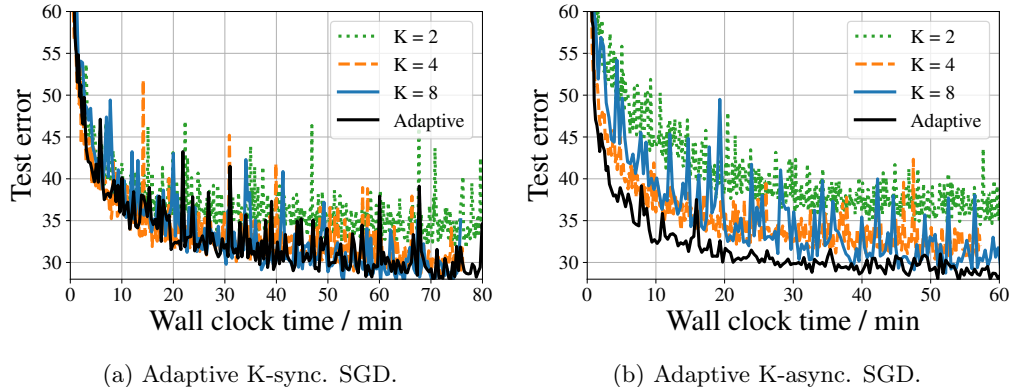 60
55
50
45
40
35
30
Test error
0 10 20 30 40 50 60 70 80
Wall clock time / min
K = 2
K = 4
K = 8
Adaptive
(a) Adaptive K-sync. SGD.
60
55
50
45
40
35
30
Test error
0 10 20 30 40 50 60
Wall clock time / min
K = 2
K = 4
K = 8
Adaptive
(b) Adaptive K-async. SGD.